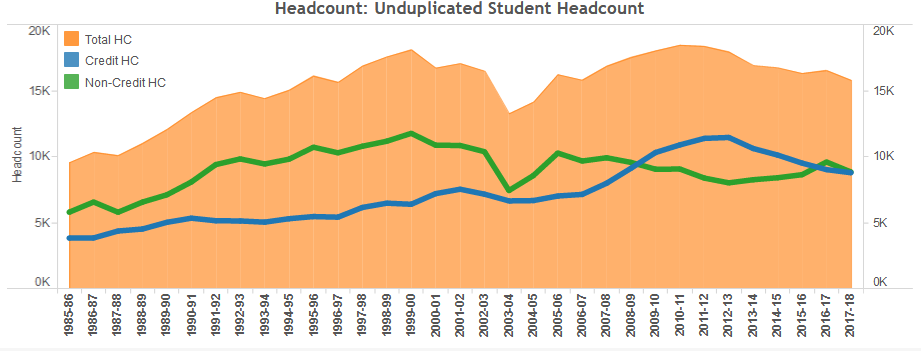 Headcount: Unduplicated Student Headcount
20K
15K
10K
5K
0K
Headcount
Total HC
Credit HC
Non-Credit HC
20K
15K
10K
5K
0K
1985-86
1986-87
1987-88
1988-89
1989-90
1990-91
1991-92
1992-93
1993-94
1994-95
1995-96
1996-97
1997-98
1998-99
1999-00
2000-01
2001-02
2002-03
2003-04
2004-05
2005-06
2006-07
2007-08
2008-09
2009-10
2010-11
2011-12
2012-13
2013-14
2014-15
2015-16
2016-17
2017-18